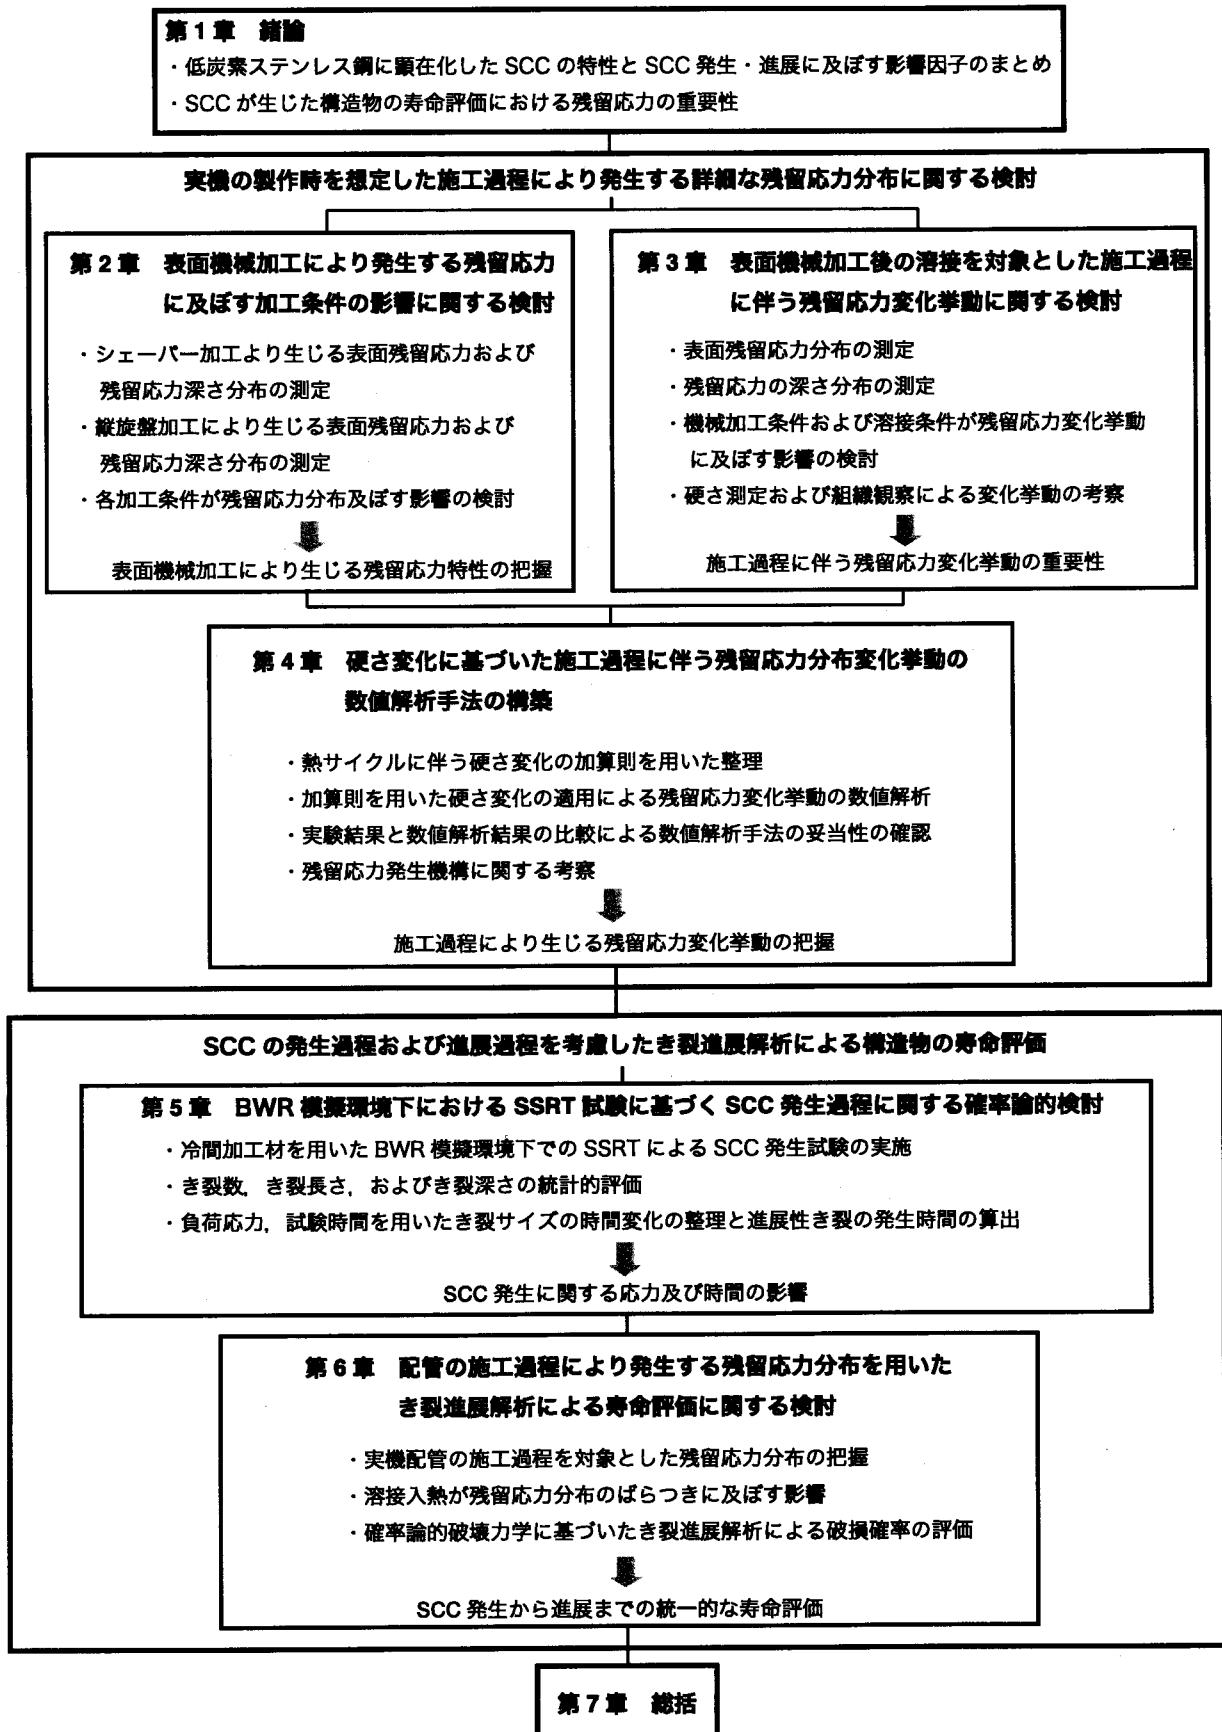 第1章 緒論
・低炭素ステンレス鋼に顕在化した SCC の特性と SCC 発生・進展に及ぼす影響因子のまとめ
・SCC が生じた構造物の寿命評価における残留応力の重要性
実機の製作時を想定した施工過程により発生する詳細な残留応力分布に関する検討
第2章 表面機械加工により発生する残留応力
に及ぼす加工条件の影響に関する検討
・シェーパー加工より生じる表面残留応力および
残留応力深さ分布の測定
・縦旋盤加工により生じる表面残留応力および
残留応力深さ分布の測定
・各加工条件が残留応力分布及ぼす影響の検討
表面機械加工により生じる残留応力特性の把握
第3章 表面機械加工後の溶接を対象とした施工過程
に伴う残留応力変化挙動に関する検討
・表面残留応力分布の測定
・残留応力の深さ分布の測定
・機械加工条件および溶接条件が残留応力変化挙動
に及ぼす影響の検討
・硬さ測定および組織観察による変化挙動の考察
施工過程に伴う残留応力変化挙動の重要性
第4章 硬さ変化に基づいた施工過程に伴う残留応力分布変化挙動の
数値解析手法の構築
・熱サイクルに伴う硬さ変化の加算則を用いた整理
・加算則を用いた硬さ変化の適用による残留応力変化挙動の数値解析
・実験結果と数値解析結果の比較による数値解析手法の妥当性の確認
・残留応力発生機構に関する考察
施工過程により生じる残留応力変化挙動の把握
SCC の発生過程および進展過程を考慮したき裂進展解析による構造物の寿命評価
第5章 BWR 模擬環境下における SSRT 試験に基づく SCC 発生過程に関する確率論的検討
・冷間加工材を用いた BWR 模擬環境下での SSRT による SCC 発生試験の実施
・き裂数，き裂長さ，およびき裂深さの統計的評価
・負荷応力，試験時間を用いたき裂サイズの時間変化の整理と進展性き裂の発生時間の算出
SCC 発生に関する応力及び時間の影響
第6章 配管の施工過程により発生する残留応力分布を用いた
き裂進展解析による寿命評価に関する検討
・実機配管の施工過程を対象とした残留応力分布の把握
・溶接入熱が残留応力分布のばらつきに及ぼす影響
・確率論的破壊力学に基づいたき裂進展解析による破損確率の評価
SCC 発生から進展までの統一的な寿命評価
第7章 総括